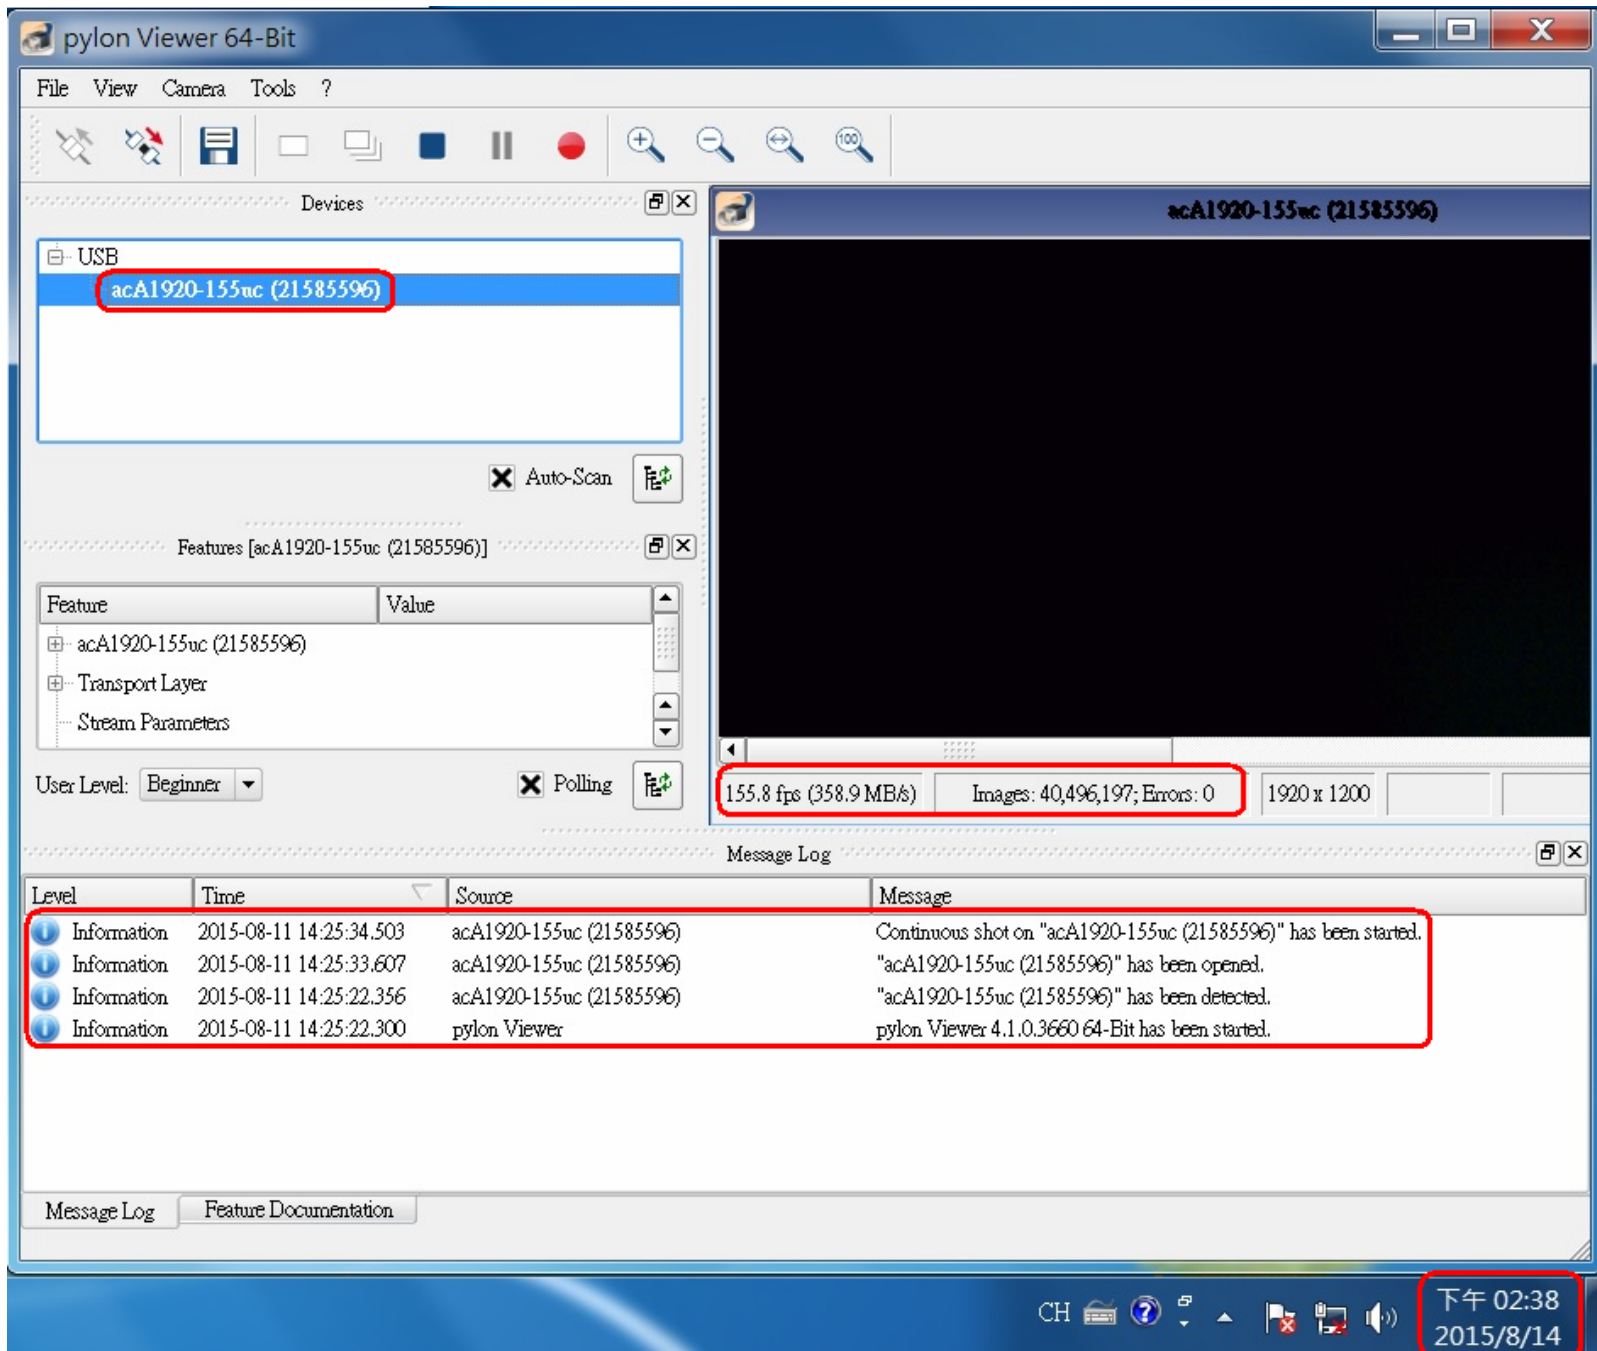 pylon Viewer 64-Bit
File View Camera Tools ?
100
Devices
acA1920-155uc (21585596)
USB
acA1920-155uc (21585596)
Auto-Scan
Features [acA1920-155uc (21585596)]
Feature Value
acA1920-155uc (21585596)
Transport Layer
Stream Parameters
User Level: Beginner Polling
155.8 fps (358.9 MB/s) Images: 40,496,197; Errors: 0 1920 x 1200
Message Log
Level Time Source Message
Information 2015-08-11 14:25:34.503 acA1920-155uc (21585596) Continuous shot on "acA1920-155uc (21585596)" has been started.
Information 2015-08-11 14:25:33.607 acA1920-155uc (21585596) "acA1920-155uc (21585596)" has been opened.
Information 2015-08-11 14:25:22.356 acA1920-155uc (21585596) "acA1920-155uc (21585596)" has been detected.
Information 2015-08-11 14:25:22.300 pylon Viewer pylon Viewer 4.1.0.3660 64-Bit has been started.
Message Log Feature Documentation
CH
下午 02:38
2015/8/14